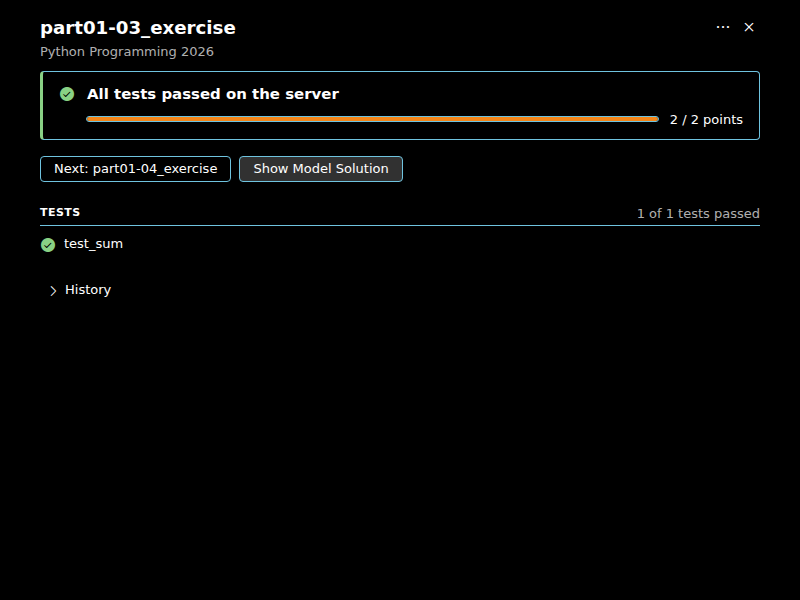 part01-03_exercise
Python Programming 2026
All tests passed on the server
2 / 2 points
Next: part01-04_exercise
Show Model Solution
TESTS
1 of 1 tests passed
test_sum
History